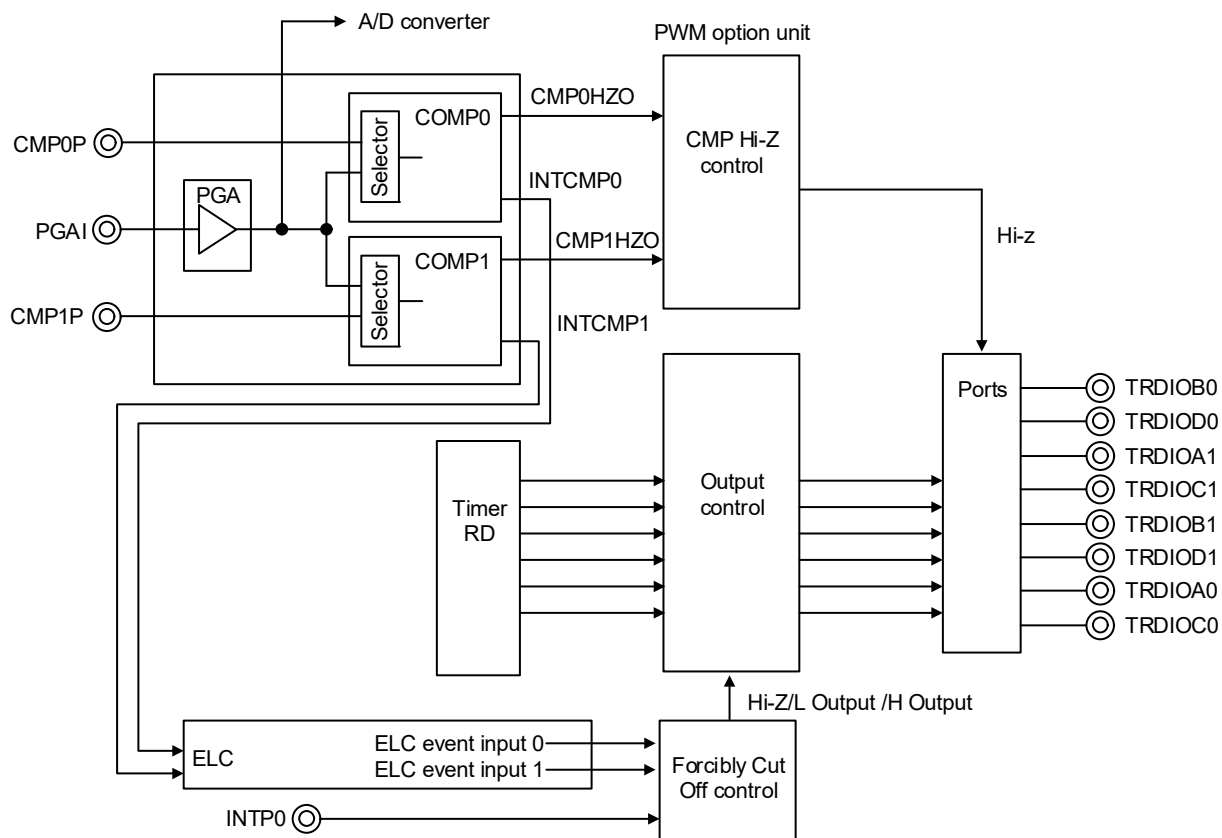 A/D converter
PWM option unit
CMP0HZO
COMP0
CMP0P
Selector
CMP Hi-Z
control
INTCMP0
PGA
PGAI
Hi-z
CMP1HZO
COMP1
Selector
CMP1P
INTCMP1
Ports
TRDIOB0
TRDIOD0
TRDIOA1
TRDIOC1
TRDIOB1
TRDIOD1
TRDIOA0
TRDIOC0
Timer
RD
Output
control
Hi-Z/L Output /H Output
ELC
ELC event input 0
ELC event input 1
Forcibly Cut
Off control
INTP0